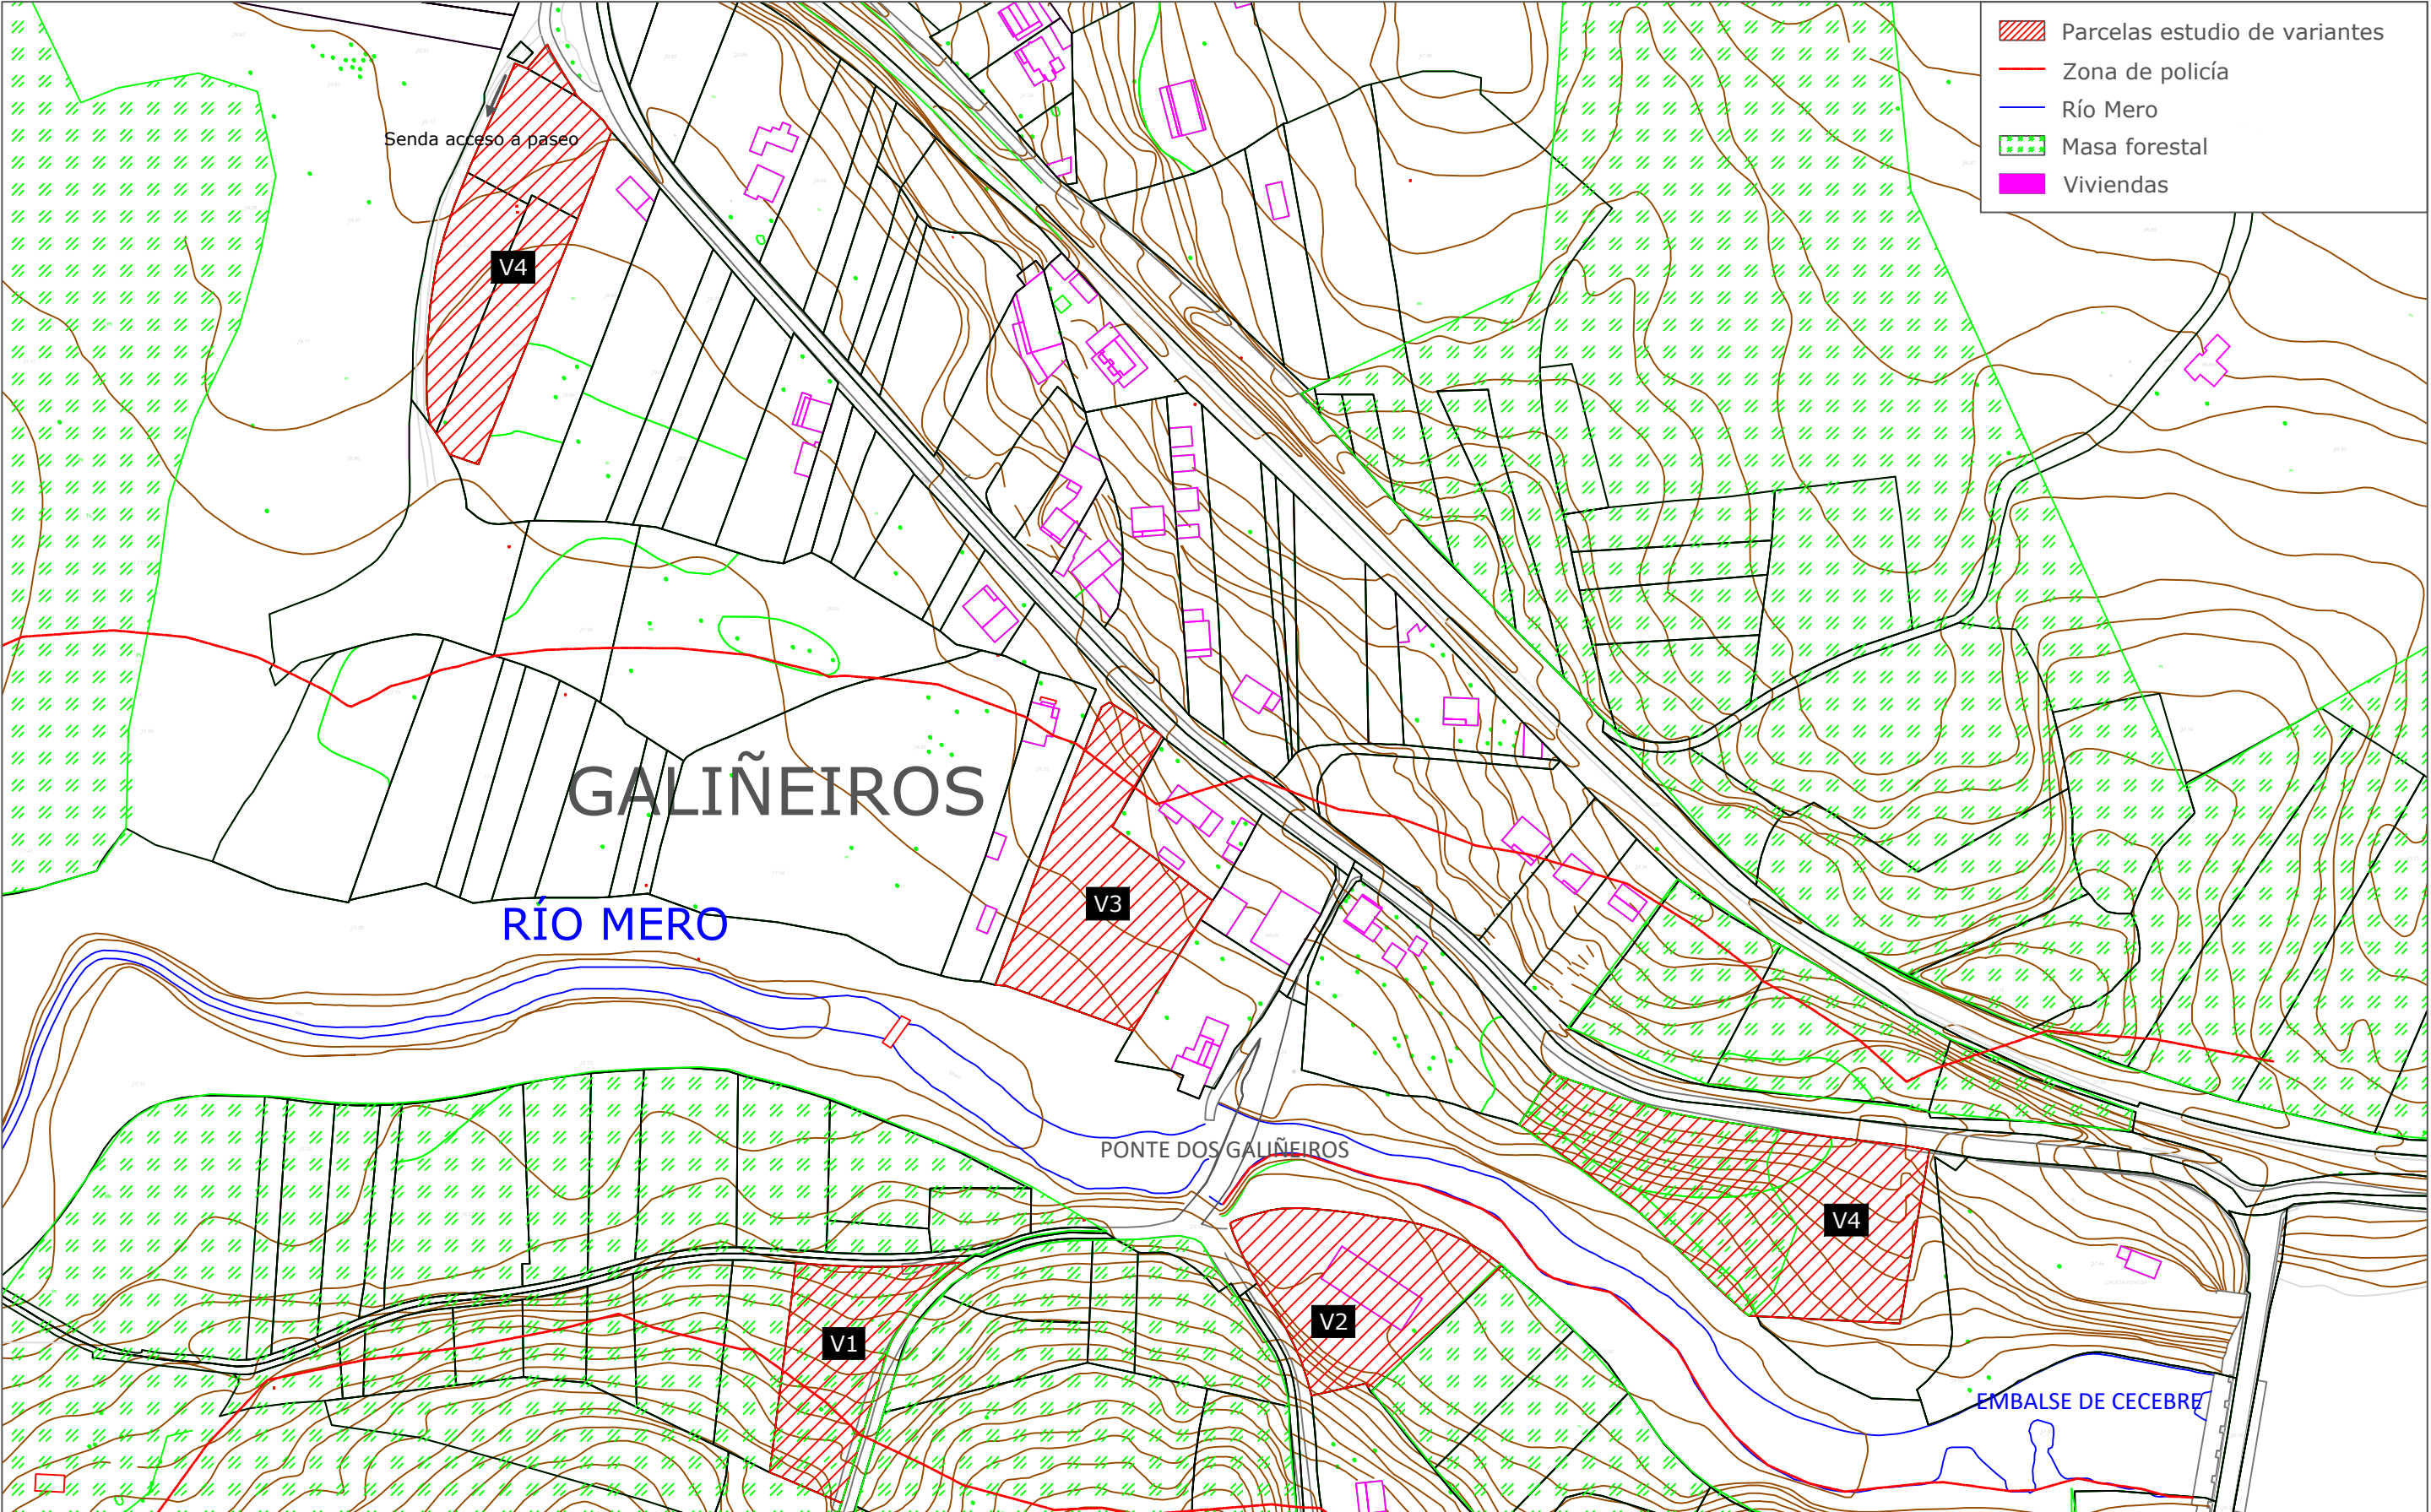 Parcelas estudio de variantes
Zona de policía
Río Mero
Masa forestal
Viviendas
Senda acceso a paseo
V4
GALIÑEIROS
V3
RÍO MERO
PONTE DOS GALIÑEIROS
V4
V2
V1
EMBALSE DE CECEBRE